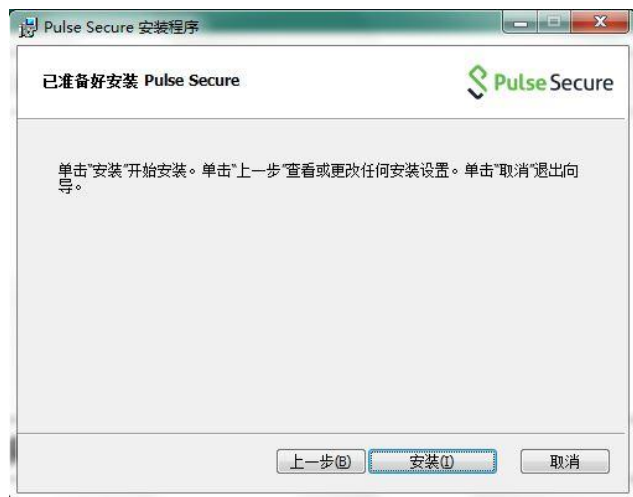 Pulse Secure 安装程序
已准备好安装 Pulse Secure
Pulse Secure
单击"安装"开始安装。单击"上一步"查看或更改任何安装设置。单击"取消"退出向
导。
上一步(B) 安装(I) 取消